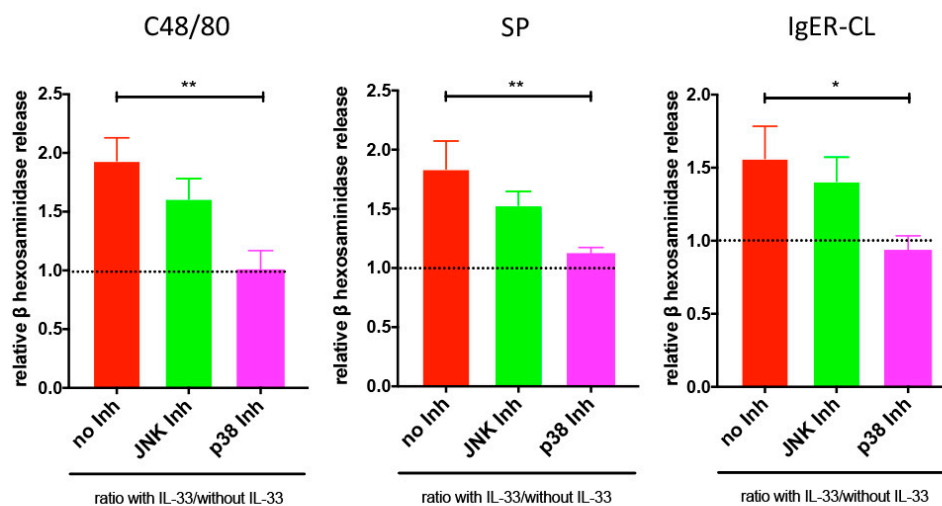 C48/80
**
relative β hexosaminidase release
2.5
2.0
1.5
1.0
0.5
0.0
no Inh
JNK Inh
p38 Inh
ratio with IL-33/without IL-33
SP
**
relative β hexosaminidase release
2.5
2.0
1.5
1.0
0.5
0.0
no Inh
JNK Inh
p38 Inh
ratio with IL-33/without IL-33
IgER-CL
*
relative β hexosaminidase release
2.0
1.5
1.0
0.5
0.0
no Inh
JNK Inh
p38 Inh
ratio with IL-33/without IL-33